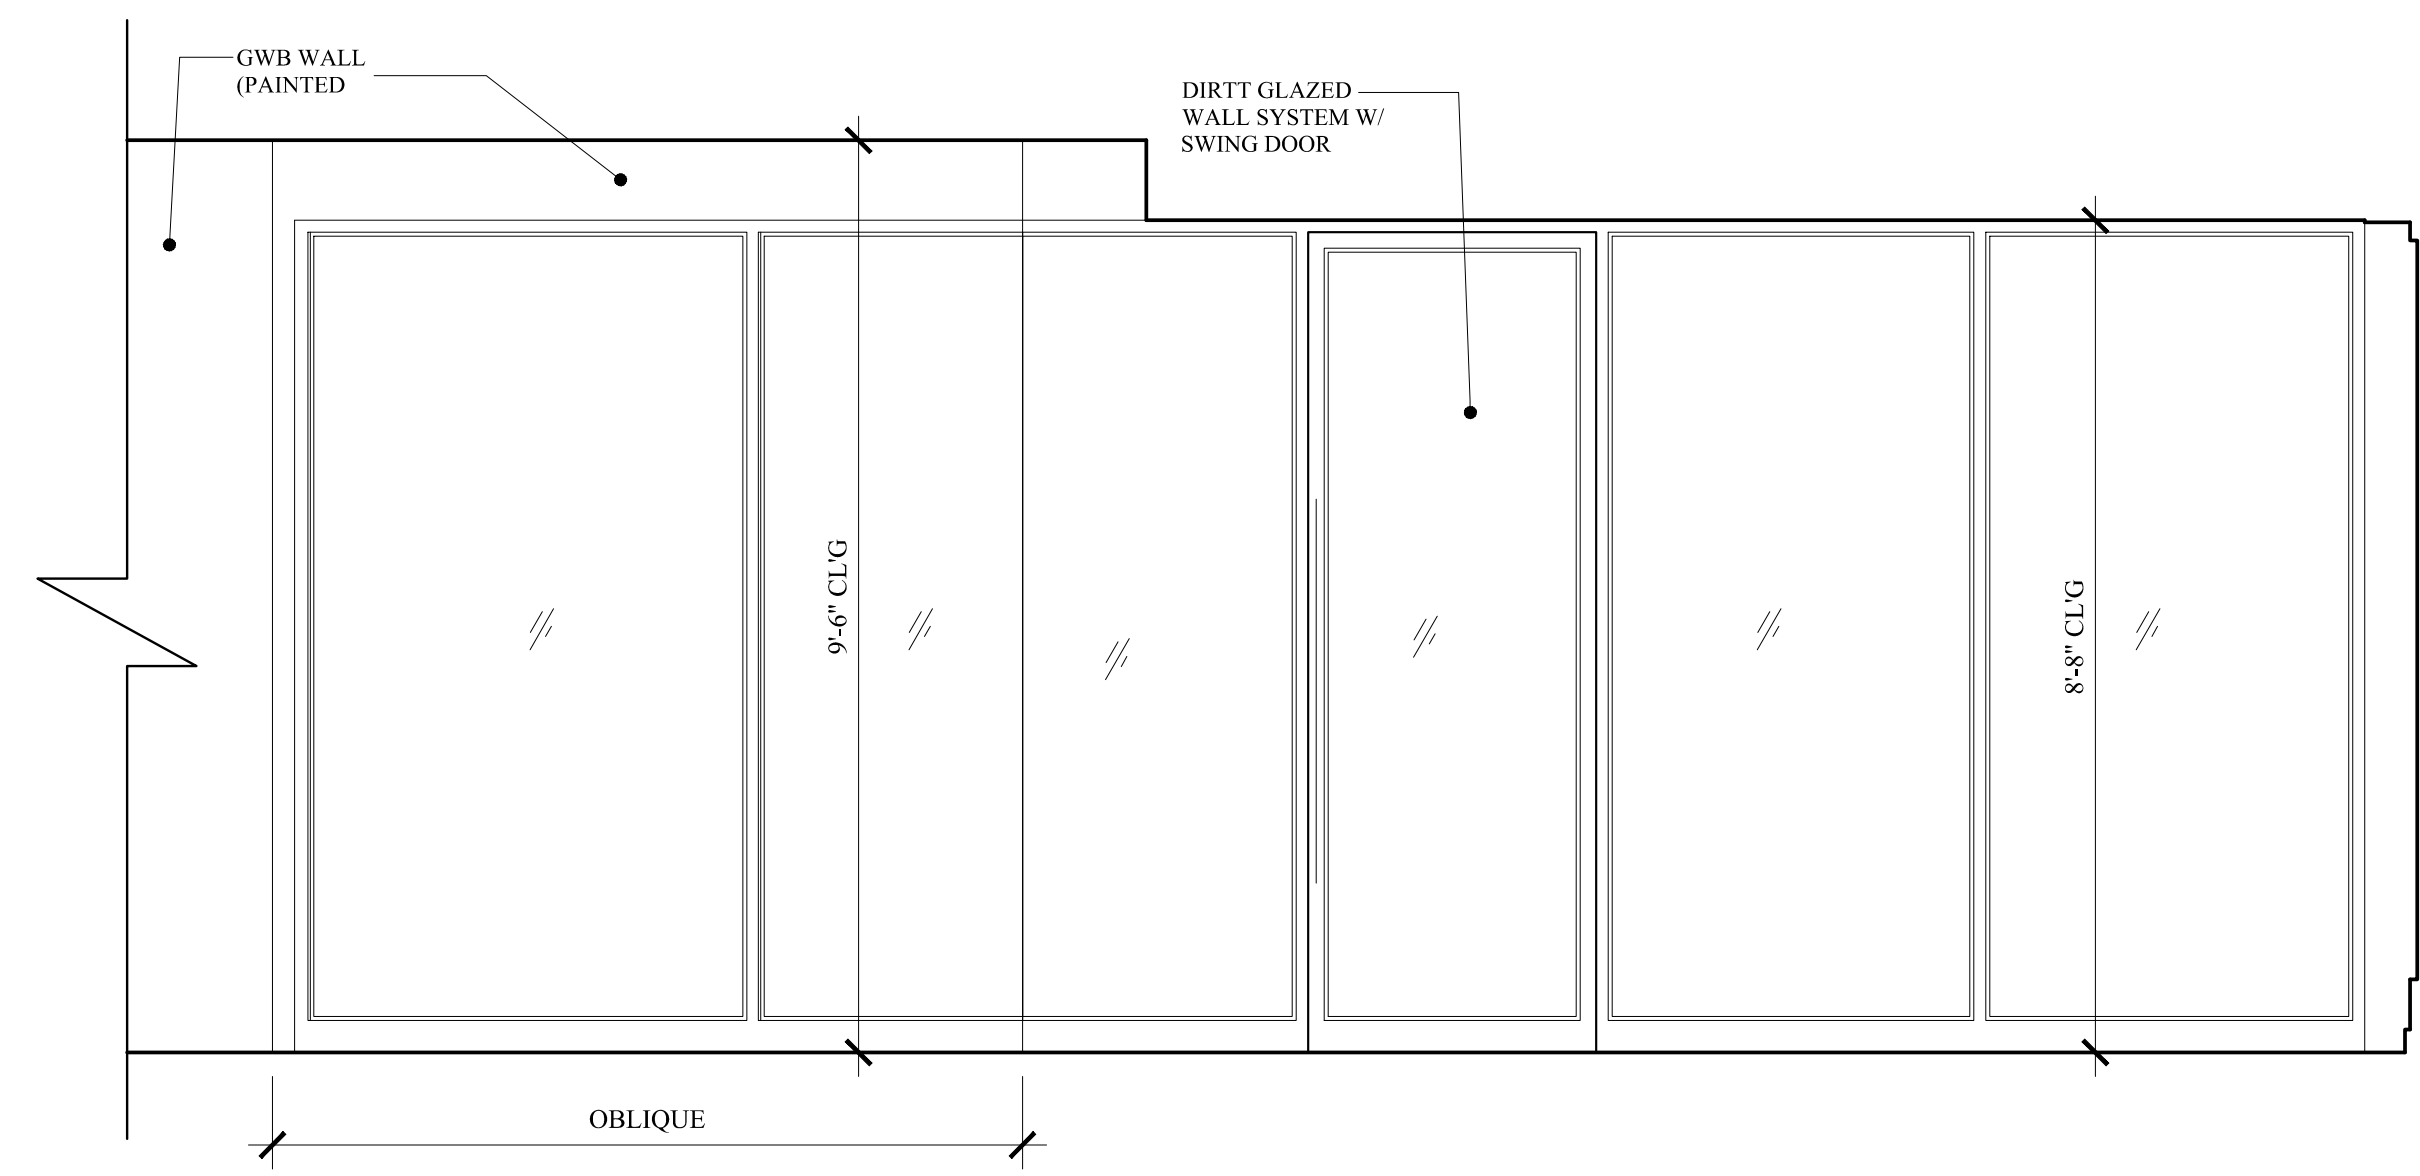 GWB WALL
(PAINTED
DIRTT GLAZED
WALL SYSTEM W/
SWING DOOR
9'-6" CL'G
8'-8" CL'G
OBLIQUE